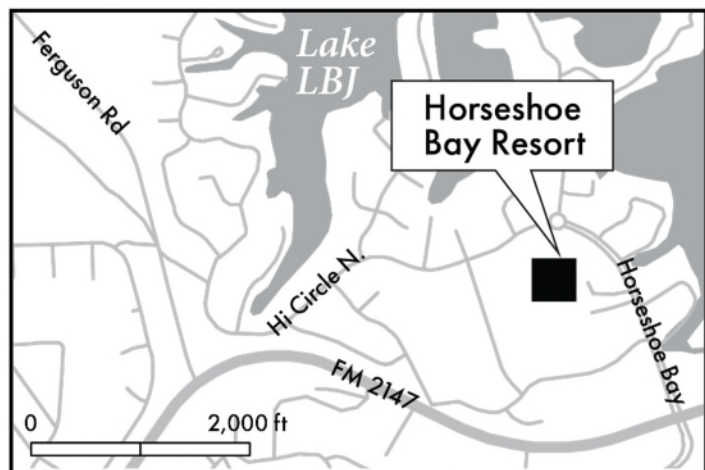 Ferguson Rd
Lake
LBJ
Horseshoe
Bay Resort
Hi Circle N.
Horseshoe Bay
FM 2147
0 2,000 ft